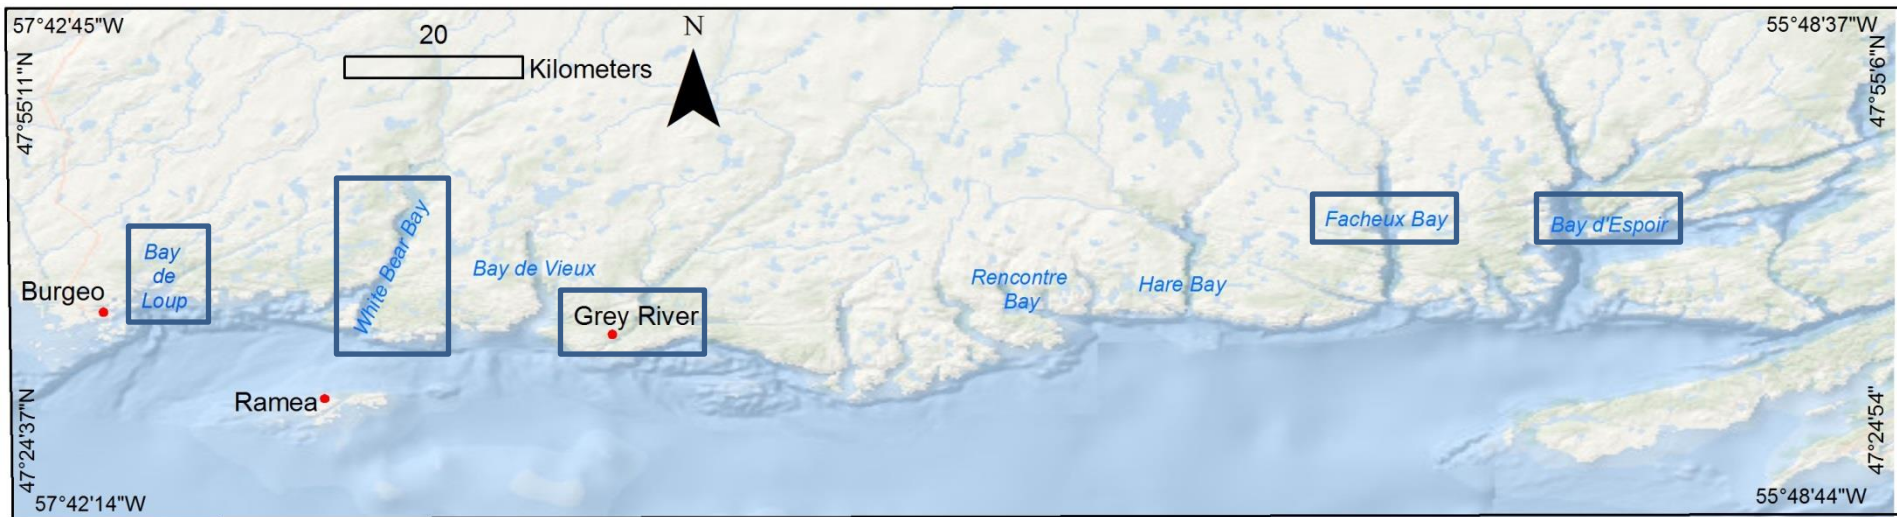 57°42'45"W
20
N
55°48'37"W
Kilometers
47°55'11"N
47°55'6"N
Bay
de
Loup
White Bear Bay
Bay de Vieux
Rencontre
Bay
Hare Bay
Facheux Bay
Bay d'Espoir
Burgeo
Grey River
Ramea
47°24'37"N
47°24'54"
57°42'14"W
55°48'44"W